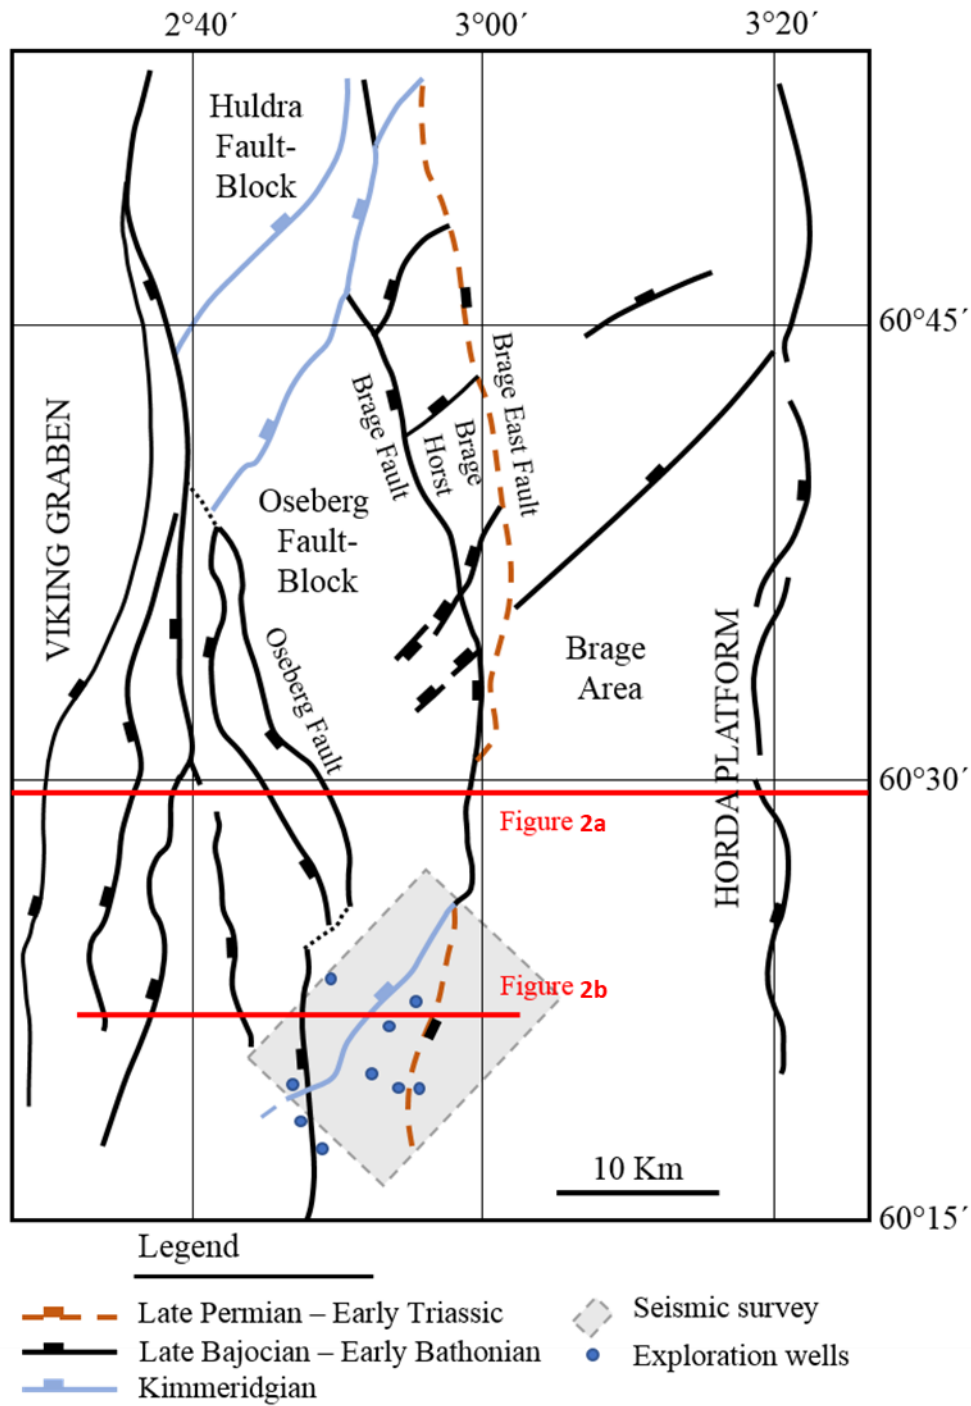 2°40´
3°00´
3°20´
Huldra
Fault-
Block
60°45´
Brage Fault
Horst
Brage
Brage East Fault
VIKING GRABEN
Oseberg
Fault-
Block
Oseberg Fault
Brage
Area
HORDA PLATFORM
60°30´
Figure 2a
Figure 2b
10 Km
60°15´
Legend
Late Permian – Early Triassic
Late Bajocian – Early Bathonian
Kimmeridgian
Seismic survey
Exploration wells